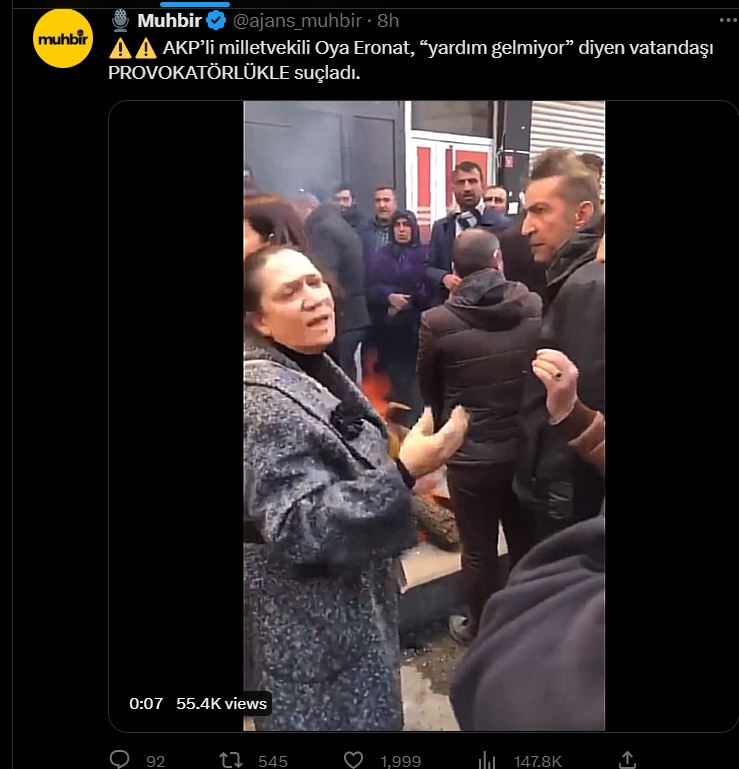 muhbir
Muhbir @ajans_muhbir · 8h
AKP'li milletvekili Oya Eronat, “yardım gelmiyor” diyen vatandaşı
PROVOKATÖRLÜKLE suçladı.
0:07 55.4K views
92 545 1,999 147.8K